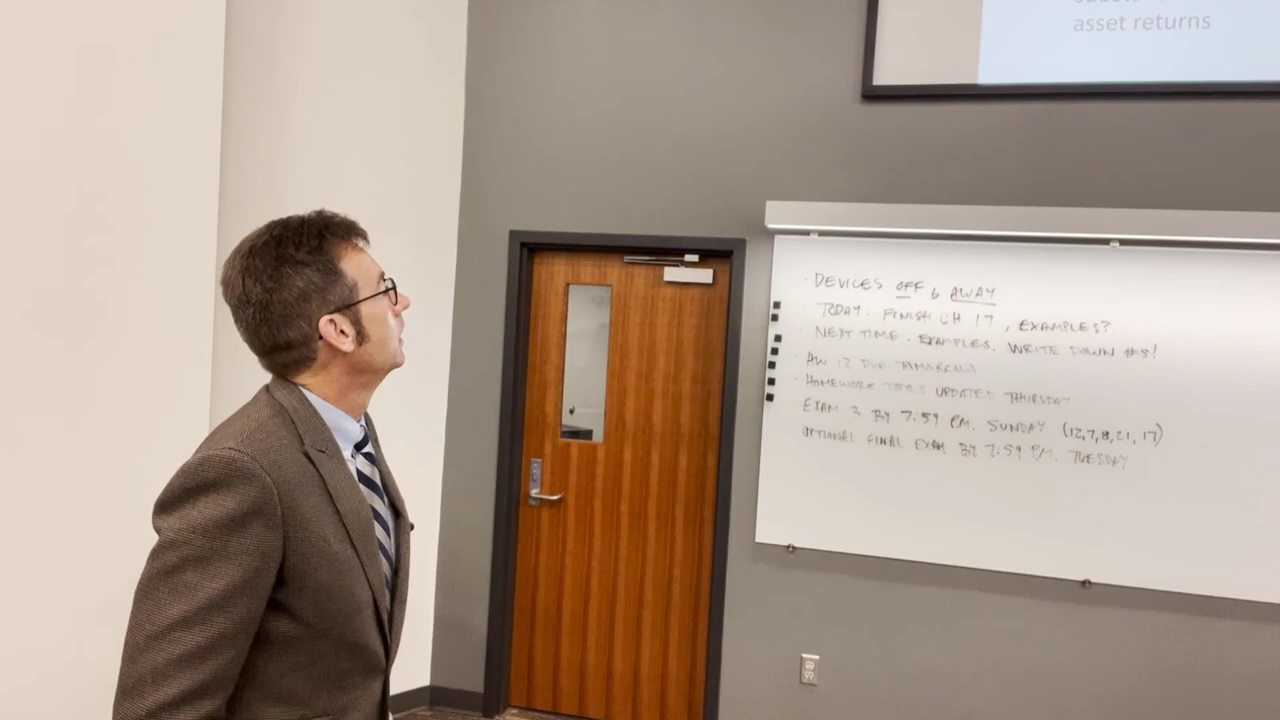 asset returns
DEVICES OFF & AWAY
TODAY: FINISH CH 17, EXAMPLES?
NEXT TIME: EXAMPLES. WRITE DOWN #S!
HW 17 DUE TOMORROW
HOMEWORK TOTALS UPDATED THURSDAY
EXAM 3 BY 7:59 P.M. SUNDAY (12,7,8,21,17)
OPTIONAL FINAL EXAM BY 7:59 P.M. TUESDAY